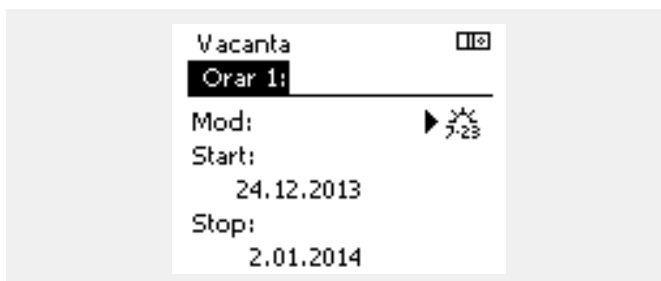 Vacanta
Orar 1:
Mod:
7-23
Start:
24.12.2013
Stop:
2.01.2014